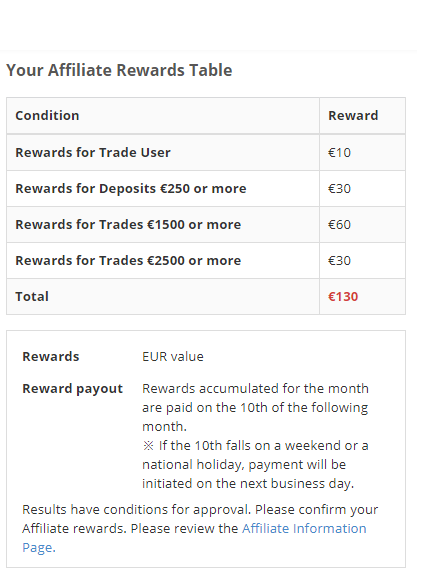 Your Affiliate Rewards Table
Condition Reward
Rewards for Trade User €10
Rewards for Deposits €250 or more €30
Rewards for Trades €1500 or more €60
Rewards for Trades €2500 or more €30
Total €130
Rewards EUR value
Reward payout Rewards accumulated for the month
are paid on the 10th of the following
month.
※ If the 10th falls on a weekend or a
national holiday, payment will be
initiated on the next business day.
Results have conditions for approval. Please confirm your
Affiliate rewards. Please review the Affiliate Information
Page.